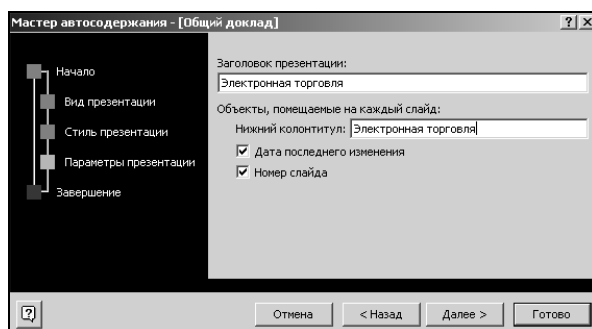 Мастер автосодержания - [Общий доклад]
Начало
Вид презентации
Стиль презентации
Параметры презентации
Завершение
Заголовок презентации:
Электронная торговля
Объекты, помещаемые на каждый слайд:
Нижний колонтитул: Электронная торговля
Дата последнего изменения
Номер слайда
Отмена < Назад Далее > Готово